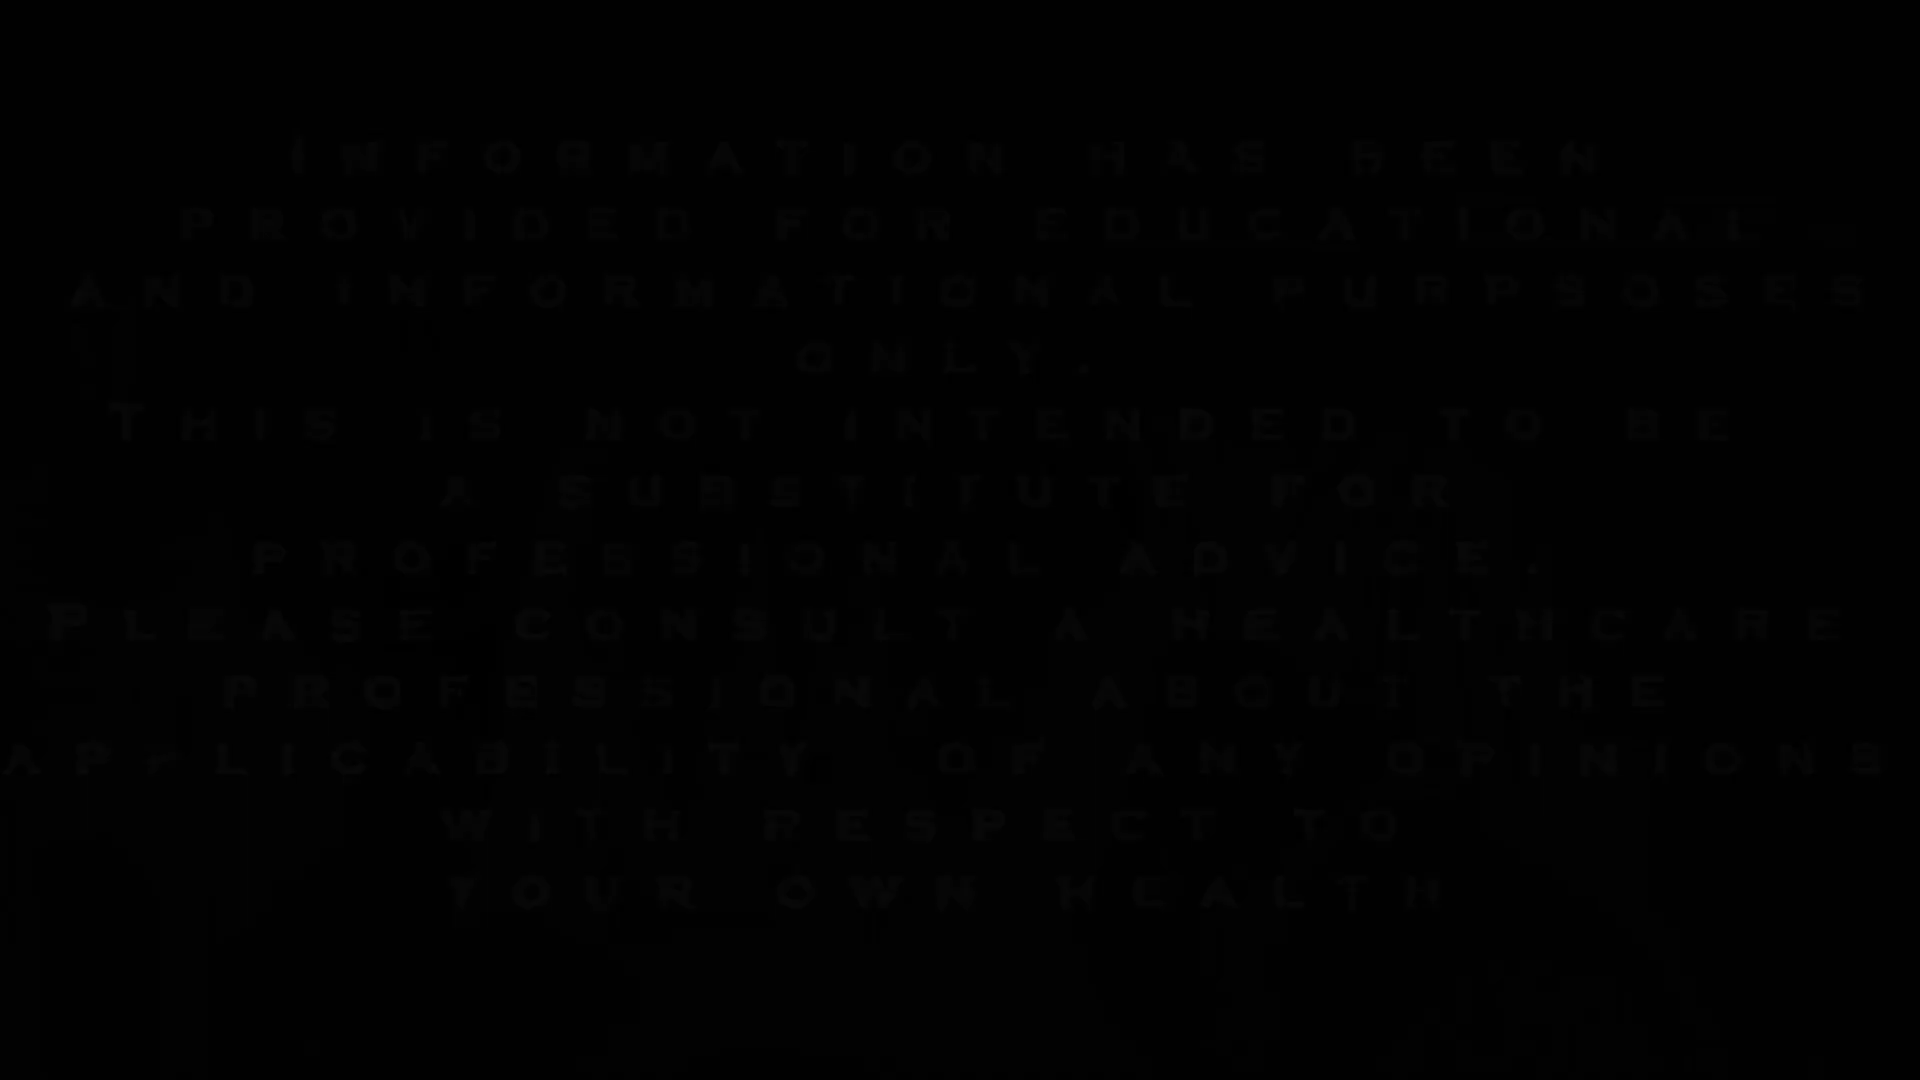 Information has been
provided for educational
and informational purpsoses
only.
This is not intended to be
a substitute for
professional advice.
Please consult a healthcare
professional about the
applicability of any opinions
with respect to
your own health